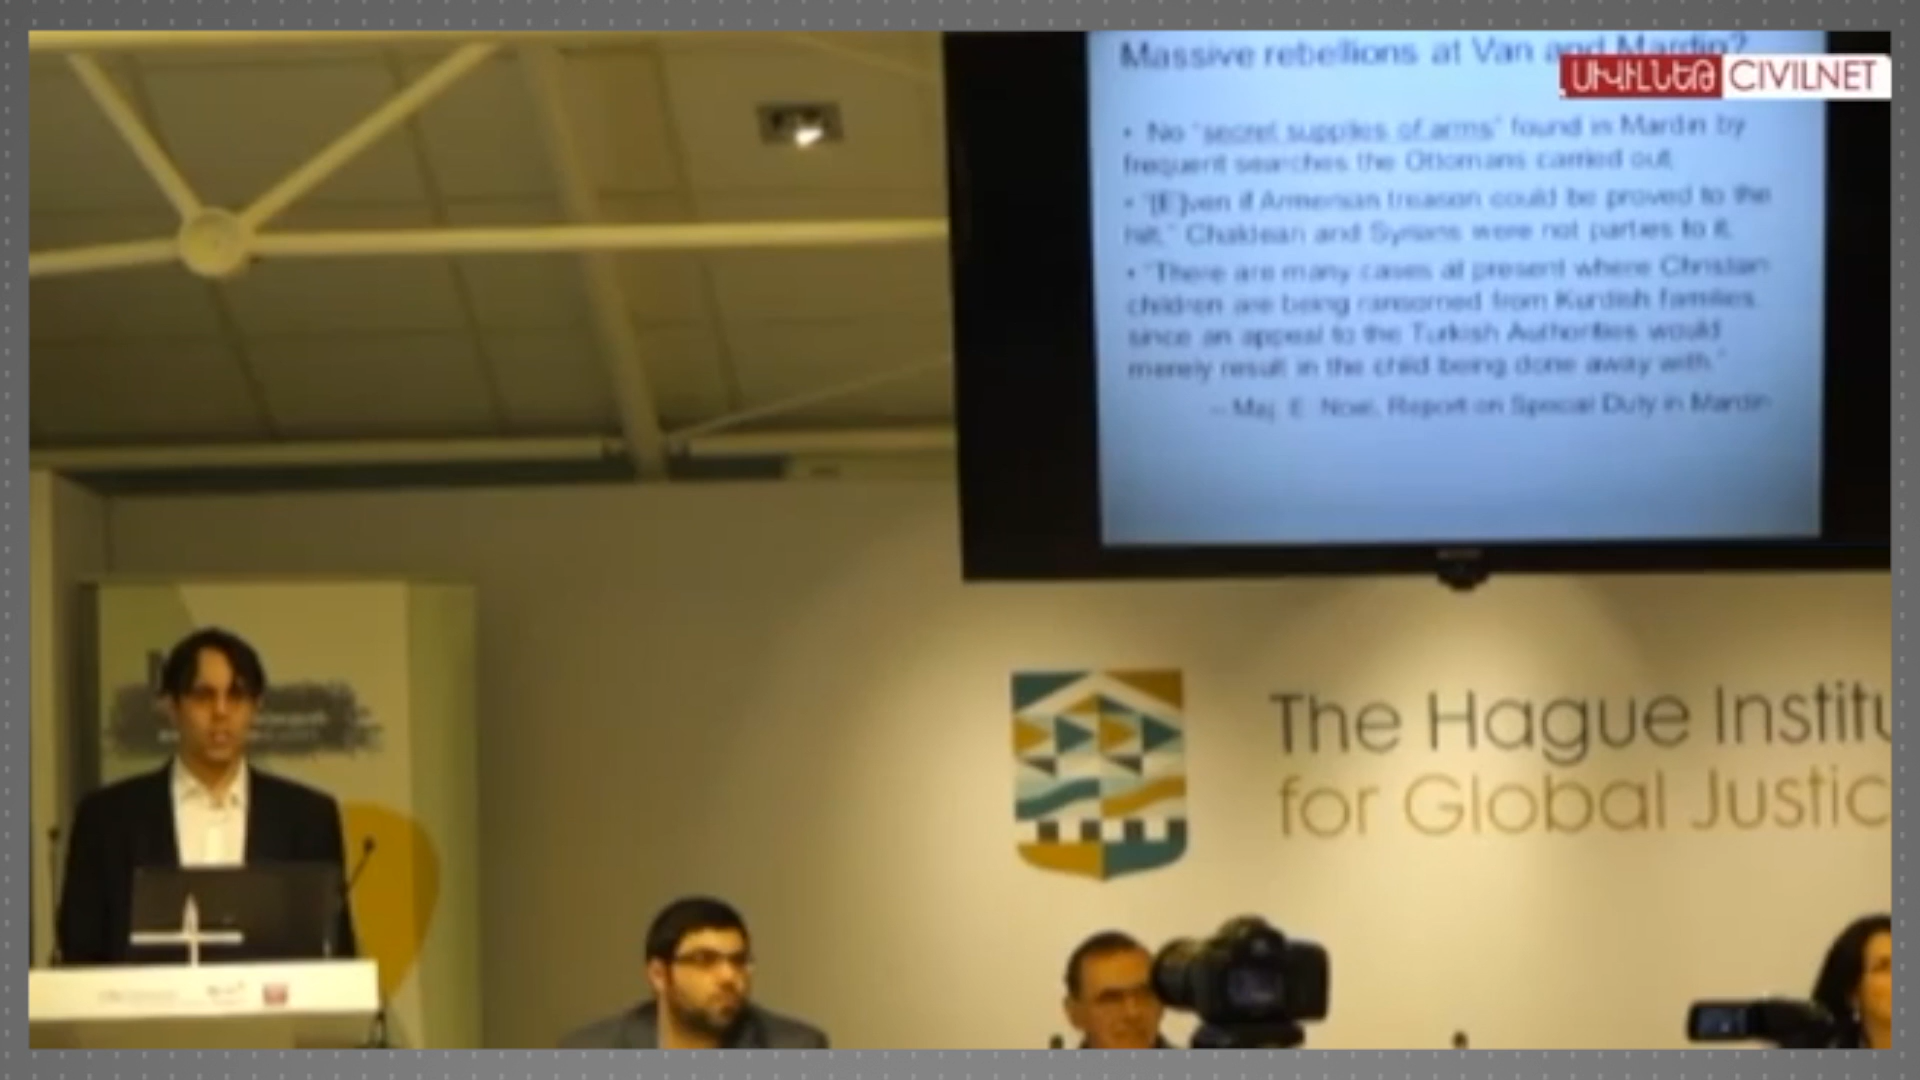 Massive rebellions at Van and Mardin?
ՍԻՎԻԼՆԵԹ CIVILNET
• No "secret supplies of arms" found in Mardin by
frequent searches the Ottomans carried out.
• "[E]ven if Armenian treason could be proved to the
hilt," Chaldean and Syrians were not parties to it.
• "There are many cases at present where Christian
children are being ransomed from Kurdish families,
since an appeal to the Turkish Authorities would
merely result in the child being done away with."
– Maj. E. Noel, Report on Special Duty in Mardin
The Hague Institu
for Global Justic